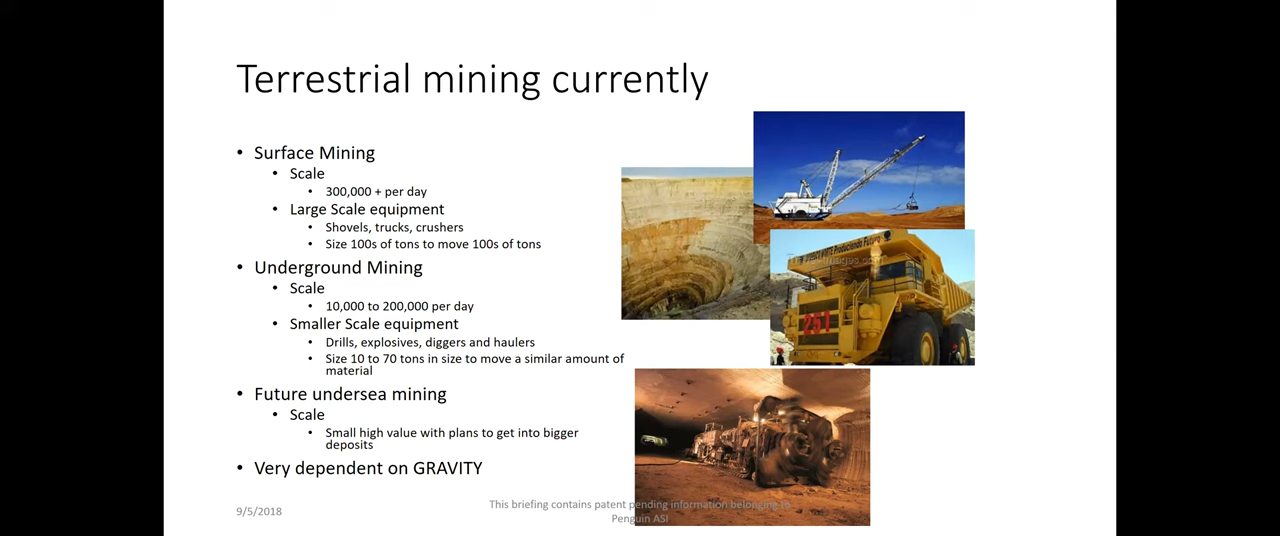 Terrestrial mining currently
• Surface Mining
• Scale
• 300,000 + per day
• Large Scale equipment
• Shovels, trucks, crushers
• Size 100s of tons to move 100s of tons
• Underground Mining
• Scale
• 10,000 to 200,000 per day
• Smaller Scale equipment
• Drills, explosives, diggers and haulers
• Size 10 to 70 tons in size to move a similar amount of
material
• Future undersea mining
• Scale
• Small high value with plans to get into bigger
deposits
• Very dependent on GRAVITY
Produciendo Futuro
251
9/5/2018
This briefing contains patent pending information belonging to
Penguin ASI